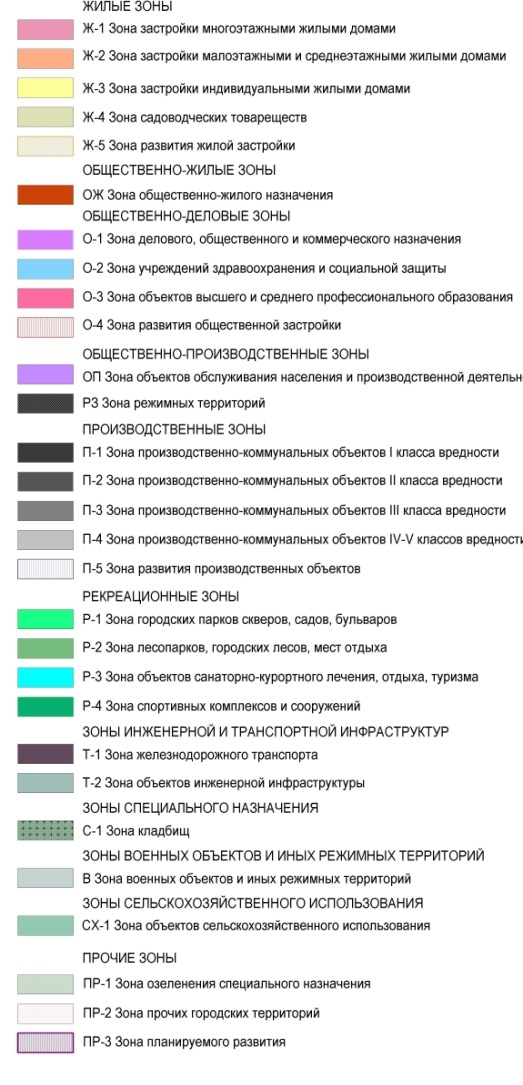 ЖИЛЫЕ ЗОНЫ
Ж-1 Зона застройки многоэтажными жилыми домами
Ж-2 Зона застройки малоэтажными и среднеэтажными жилыми домами
Ж-3 Зона застройки индивидуальными жилыми домами
Ж-4 Зона садоводческих товареществ
Ж-5 Зона развития жилой застройки
ОБЩЕСТВЕННО-ЖИЛЫЕ ЗОНЫ
ОЖ Зона общественно-жилого назначения
ОБЩЕСТВЕННО-ДЕЛОВЫЕ ЗОНЫ
О-1 Зона делового, общественного и коммерческого назначения
О-2 Зона учреждений здравоохранения и социальной защиты
О-3 Зона объектов высшего и среднего профессионального образования
О-4 Зона развития общественной застройки
ОБЩЕСТВЕННО-ПРОИЗВОДСТВЕННЫЕ ЗОНЫ
ОП Зона объектов обслуживания населения и производственной деятельн
РЗ Зона режимных территорий
ПРОИЗВОДСТВЕННЫЕ ЗОНЫ
П-1 Зона производственно-коммунальных объектов I класса вредности
П-2 Зона производственно-коммунальных объектов II класса вредности
П-3 Зона производственно-коммунальных объектов III класса вредности
П-4 Зона производственно-коммунальных объектов IV-V классов вредности
П-5 Зона развития производственных объектов
РЕКРЕАЦИОННЫЕ ЗОНЫ
Р-1 Зона городских парков скверов, садов, бульваров
Р-2 Зона лесопарков, городских лесов, мест отдыха
Р-3 Зона объектов санаторно-курортного лечения, отдыха, туризма
Р-4 Зона спортивных комплексов и сооружений
ЗОНЫ ИНЖЕНЕРНОЙ И ТРАНСПОРТНОЙ ИНФРАСТРУКТУР
Т-1 Зона железнодорожного транспорта
Т-2 Зона объектов инженерной инфраструктуры
ЗОНЫ СПЕЦИАЛЬНОГО НАЗНАЧЕНИЯ
С-1 Зона кладбищ
ЗОНЫ ВОЕННЫХ ОБЪЕКТОВ И ИНЫХ РЕЖИМНЫХ ТЕРРИТОРИЙ
В Зона военных объектов и иных режимных территорий
ЗОНЫ СЕЛЬСКОХОЗЯЙСТВЕННОГО ИСПОЛЬЗОВАНИЯ
СХ-1 Зона объектов сельскохозяйственного использования
ПРОЧИЕ ЗОНЫ
ПР-1 Зона озеленения специального назначения
ПР-2 Зона прочих городских территорий
ПР-3 Зона планируемого развития